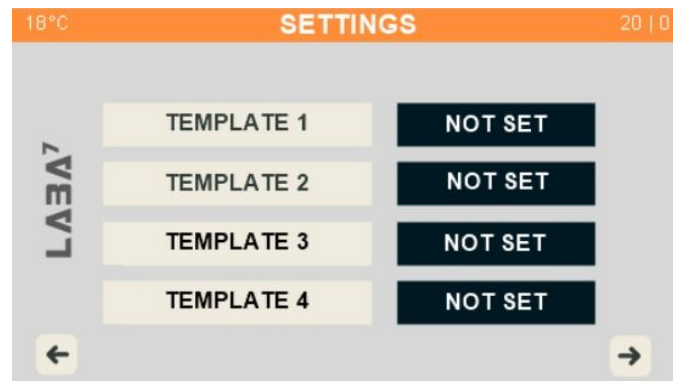 18°C SETTINGS 20 | 0
TEMPLATE 1 NOT SET
TEMPLATE 2 NOT SET
TEMPLATE 3 NOT SET
TEMPLATE 4 NOT SET
LABA7